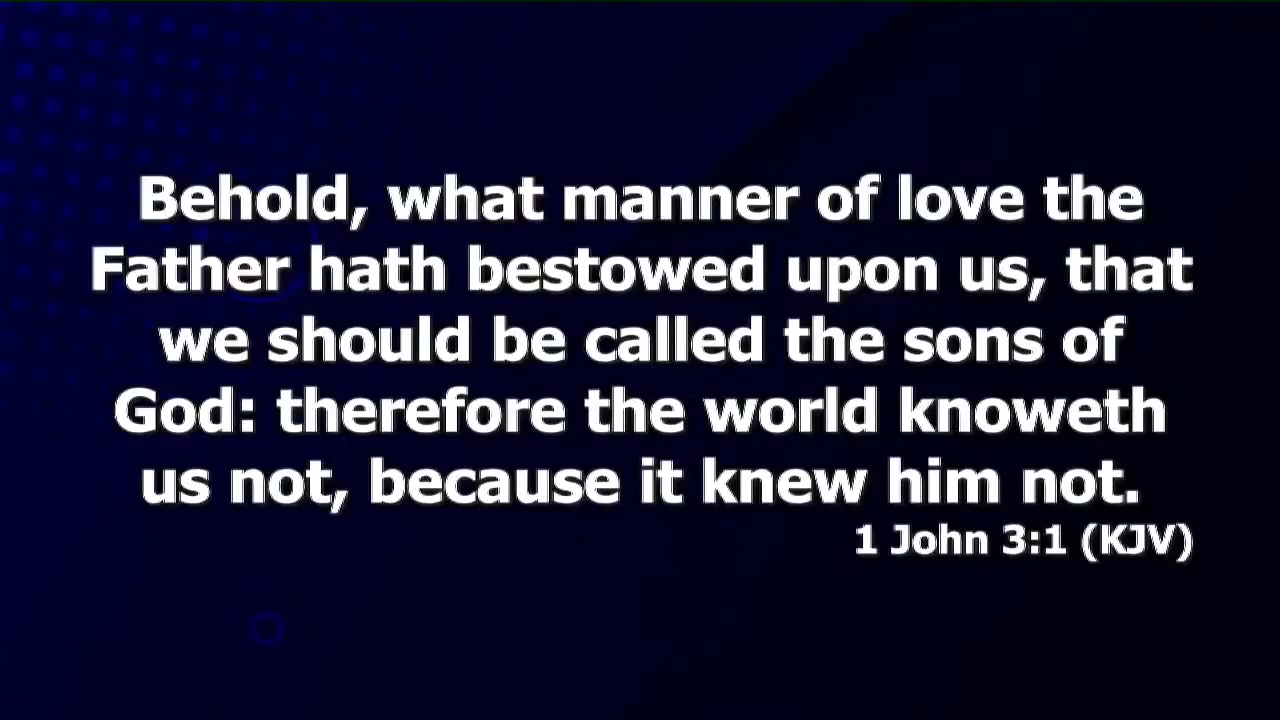 Behold, what manner of love the
Father hath bestowed upon us, that
we should be called the sons of
God: therefore the world knoweth
us not, because it knew him not.
1 John 3:1 (KJV)